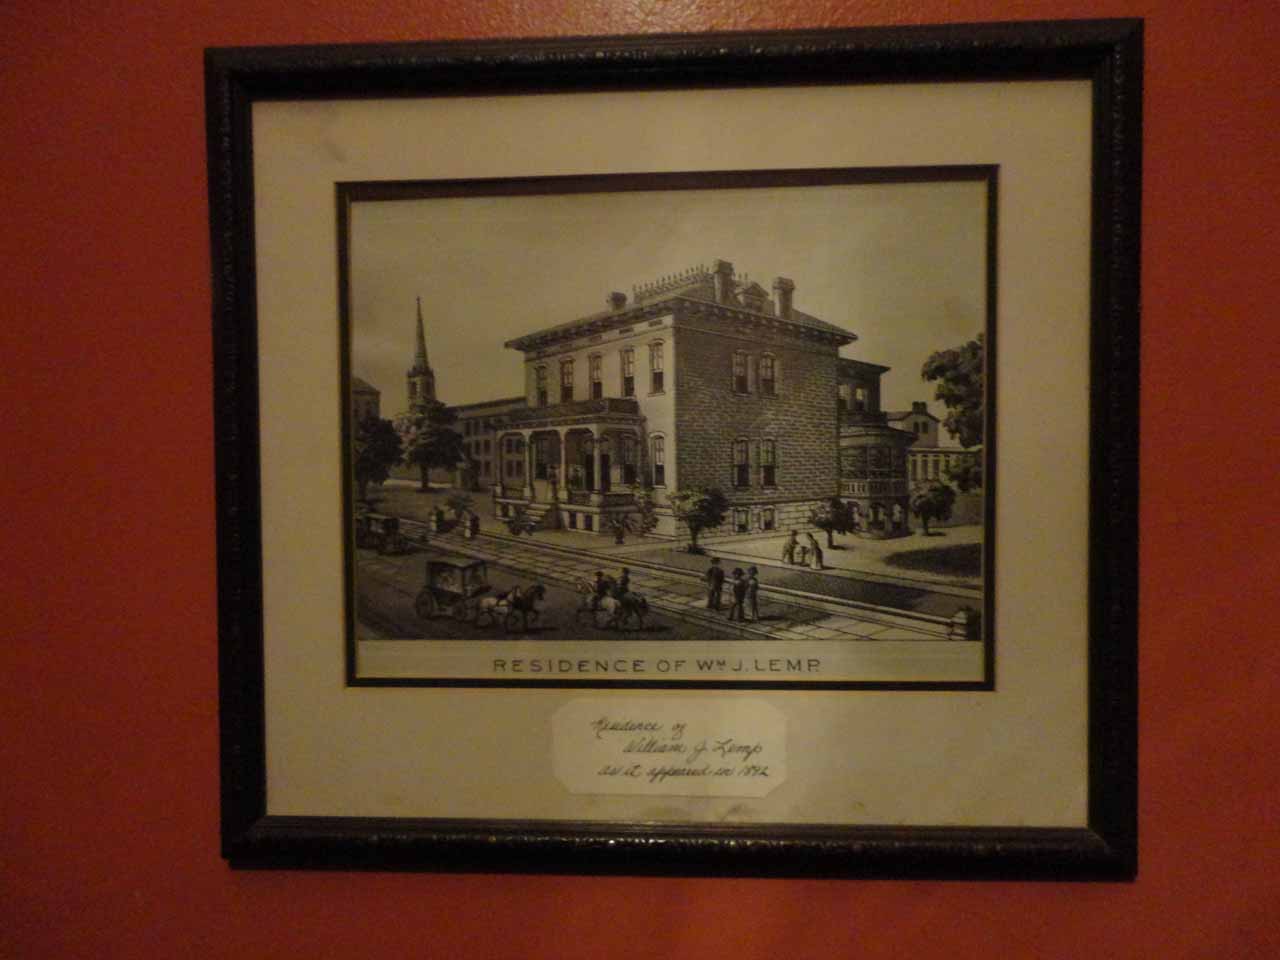 RESIDENCE OF Wᴹ J. LEMP.
Residence of
William J Lemp
as it appeared in 1892